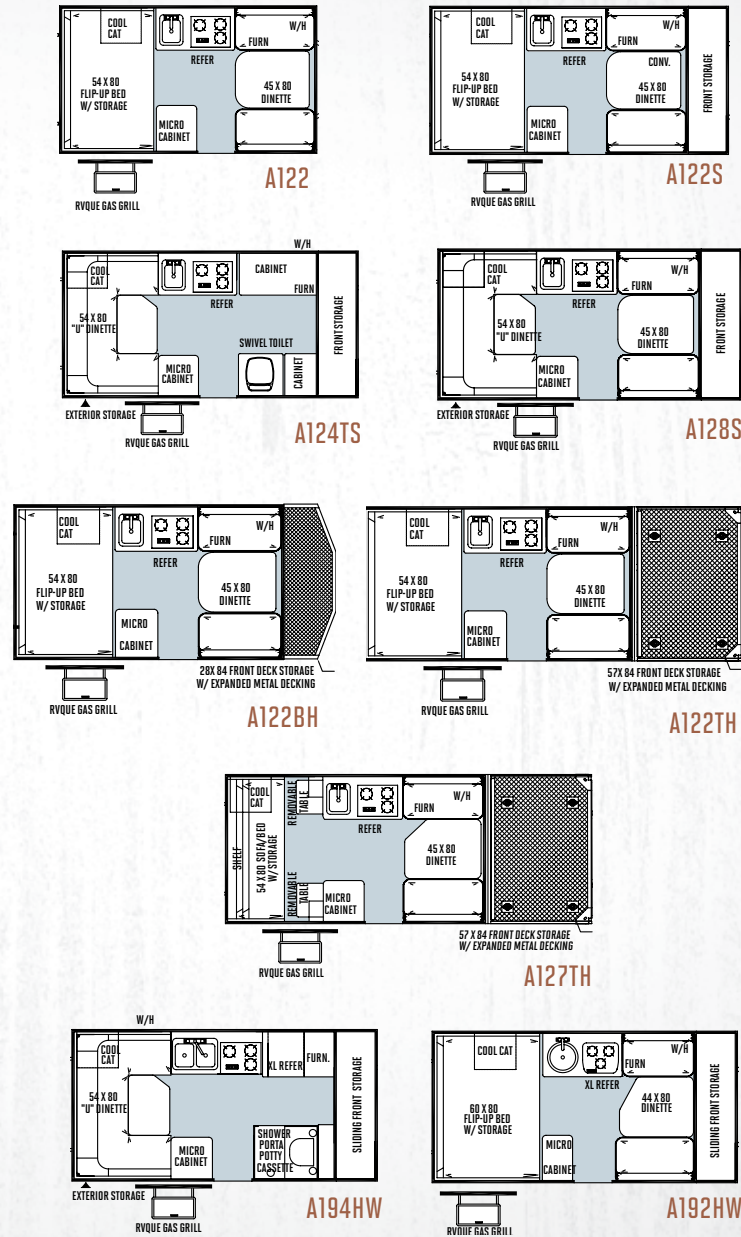 COOL
CAT
W/H
FURN
REFER
54 X 80
FLIP-UP BED
W/ STORAGE
45 X 80
DINETTE
MICRO
CABINET
A122
RVQUE GAS GRILL
COOL
CAT
W/H
FURN
REFER
CONV.
54 X 80
FLIP-UP BED
W/ STORAGE
45 X 80
DINETTE
FRONT STORAGE
MICRO
CABINET
A122S
RVQUE GAS GRILL
W/H
COOL
CAT
CABINET
FURN
REFER
54 X 80
"U" DINETTE
FRONT STORAGE
SWIVEL TOILET
MICRO
CABINET
CABINET
EXTERIOR STORAGE
RVQUE GAS GRILL
A124TS
COOL
CAT
W/H
FURN
REFER
54 X 80
"U" DINETTE
45 X 80
DINETTE
FRONT STORAGE
MICRO
CABINET
EXTERIOR STORAGE
RVQUE GAS GRILL
A128S
COOL
CAT
W/H
FURN
REFER
54 X 80
FLIP-UP BED
W/ STORAGE
45 X 80
DINETTE
MICRO
CABINET
28X 84 FRONT DECK STORAGE
W/ EXPANDED METAL DECKING
RVQUE GAS GRILL
A122BH
COOL
CAT
W/H
FURN
REFER
54 X 80
FLIP-UP BED
W/ STORAGE
45 X 80
DINETTE
MICRO
CABINET
57X 84 FRONT DECK STORAGE
W/ EXPANDED METAL DECKING
RVQUE GAS GRILL
A122TH
COOL
CAT
REMOVABLE
TABLE
W/H
FURN
REFER
SHELF
54 X 80 SOFA/BED
W/ STORAGE
45 X 80
DINETTE
REMOVABLE
TABLE
MICRO
CABINET
57 X 84 FRONT DECK STORAGE
W/ EXPANDED METAL DECKING
RVQUE GAS GRILL
A127TH
W/H
COOL
CAT
XL REFER
FURN.
54 X 80
"U" DINETTE
SLIDING FRONT STORAGE
SHOWER
PORTA
POTTY
CASSETTE
MICRO
CABINET
EXTERIOR STORAGE
RVQUE GAS GRILL
A194HW
COOL CAT
W/H
FURN
XL REFER
60 X 80
FLIP-UP BED
W/ STORAGE
44 X 80
DINETTE
SLIDING FRONT STORAGE
MICRO
CABINET
RVQUE GAS GRILL
A192HW